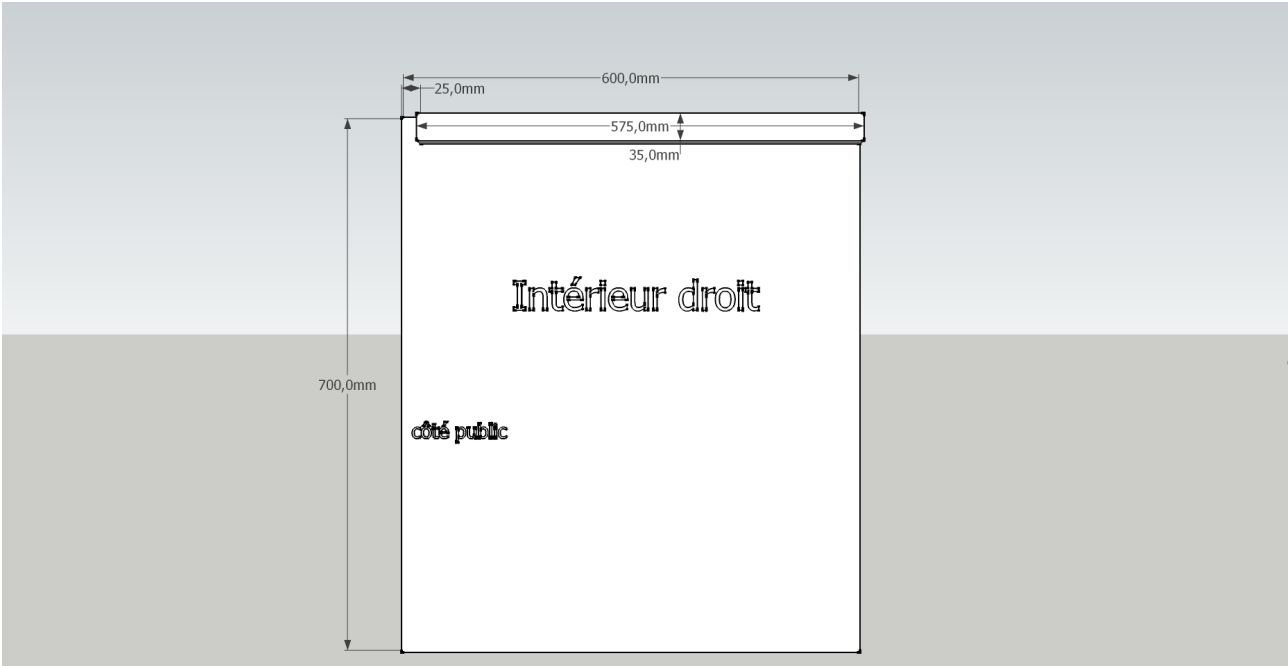 600,0mm
25,0mm
575,0mm
35,0mm
Intérieur droit
700,0mm
côté public